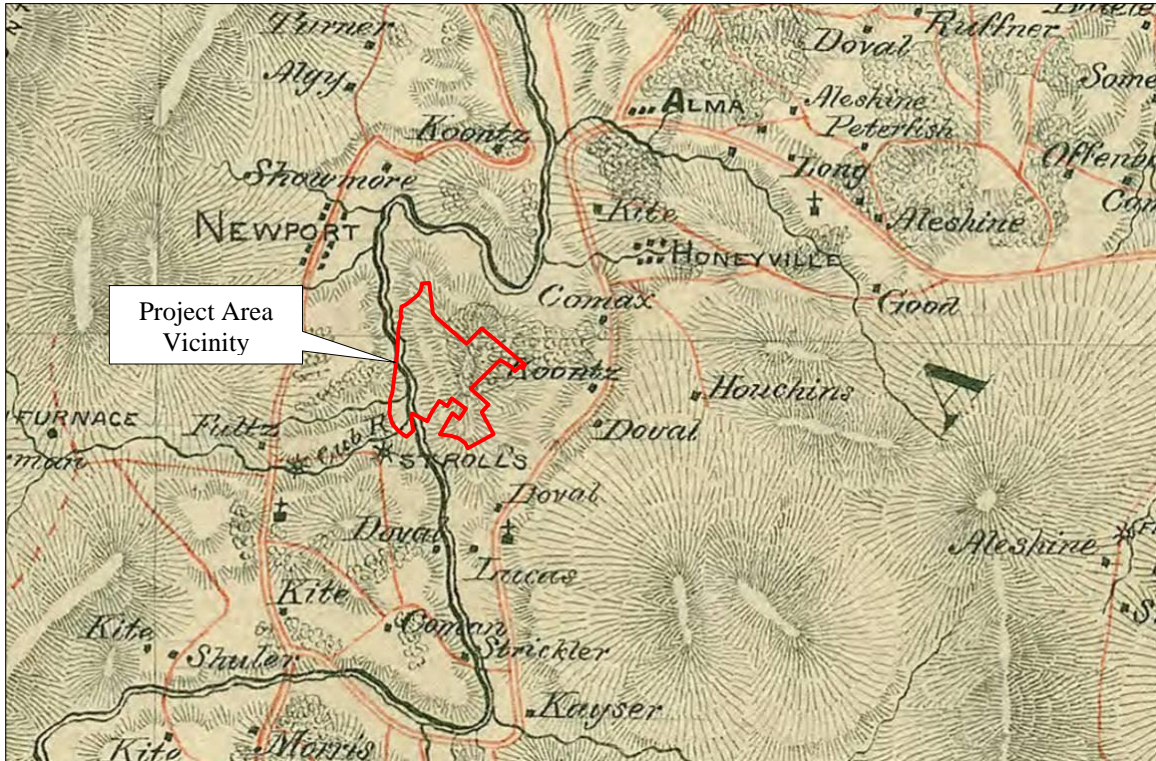 Turner
Doval
Ruffner
Algy
ALMA
Aleshine
Peterfish
Koontz
Showmore
Long
Offenb
NEWPORT
Kite
Aleshine
HONEYVILLE
Comax
Good
Project Area
Vicinity
Koontz
Houchins
A
FURNACE
Fultz
Cub R.
Doval
rman
STROLL'S
Doval
Doval
Aleshine
Lucas
Kite
Coman
Kite
Strickler
Shuler
Kayser
Kite
Morris